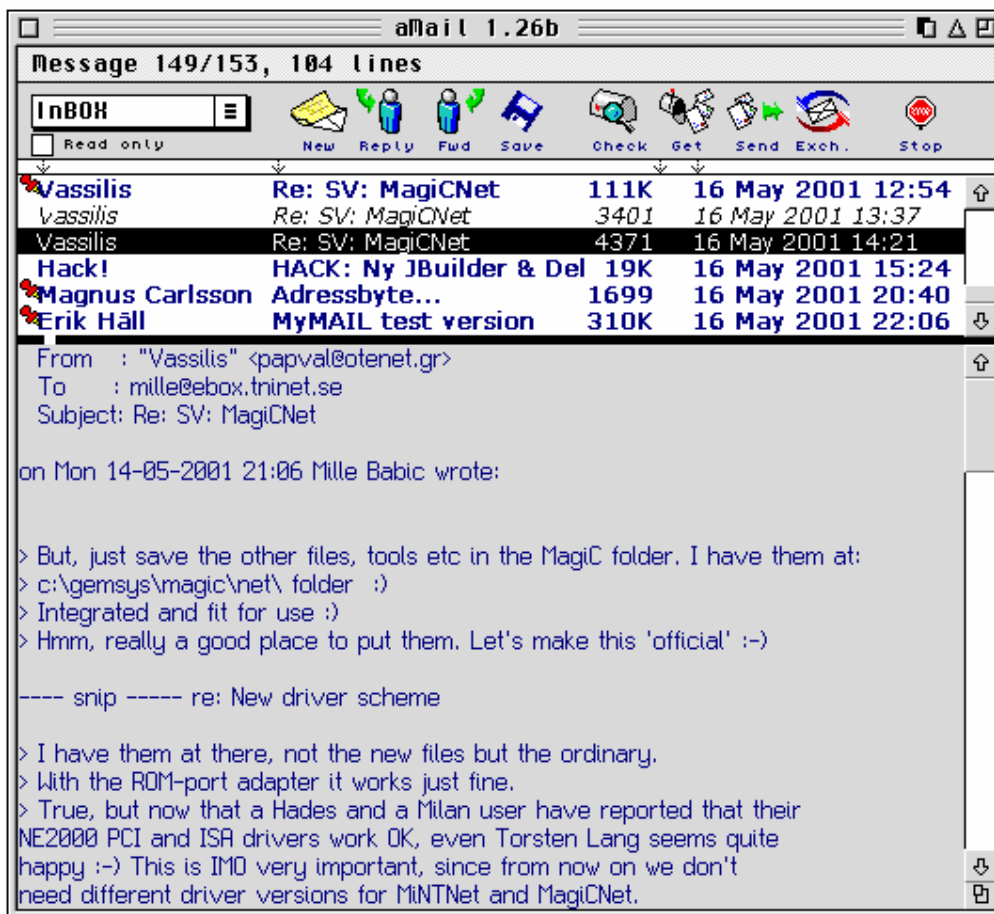 aMail 1.26b
Message 149/153, 104 lines
InBOX
Read only
New Reply Fwd Save Check Get Send Exch. Stop
Vassilis Re: SV: MagiCNet 111K 16 May 2001 12:54
Vassilis Re: SV: MagiCNet 3401 16 May 2001 13:37
Vassilis Re: SV: MagiCNet 4371 16 May 2001 14:21
Hack! HACK: Ny JBuilder & Del 19K 16 May 2001 15:24
Magnus Carlsson Adressbyte... 1699 16 May 2001 20:40
Erik Häll MyMAIL test version 310K 16 May 2001 22:06
From : "Vassilis" <papval@otenet.gr>
To : mille@ebox.tninet.se
Subject: Re: SV: MagiCNet
on Mon 14-05-2001 21:06 Mille Babic wrote:
> But, just save the other files, tools etc in the MagiC folder. I have them at:
> c:\gemsys\magic\net\ folder :)
> Integrated and fit for use :)
> Hmm, really a good place to put them. Let's make this 'official' :-)
---- snip ----- re: New driver scheme
> I have them at there, not the new files but the ordinary.
> With the ROM-port adapter it works just fine.
> True, but now that a Hades and a Milan user have reported that their
NE2000 PCI and ISA drivers work OK, even Torsten Lang seems quite
happy :-) This is IMO very important, since from now on we don't
need different driver versions for MiNTNet and MagiCNet.